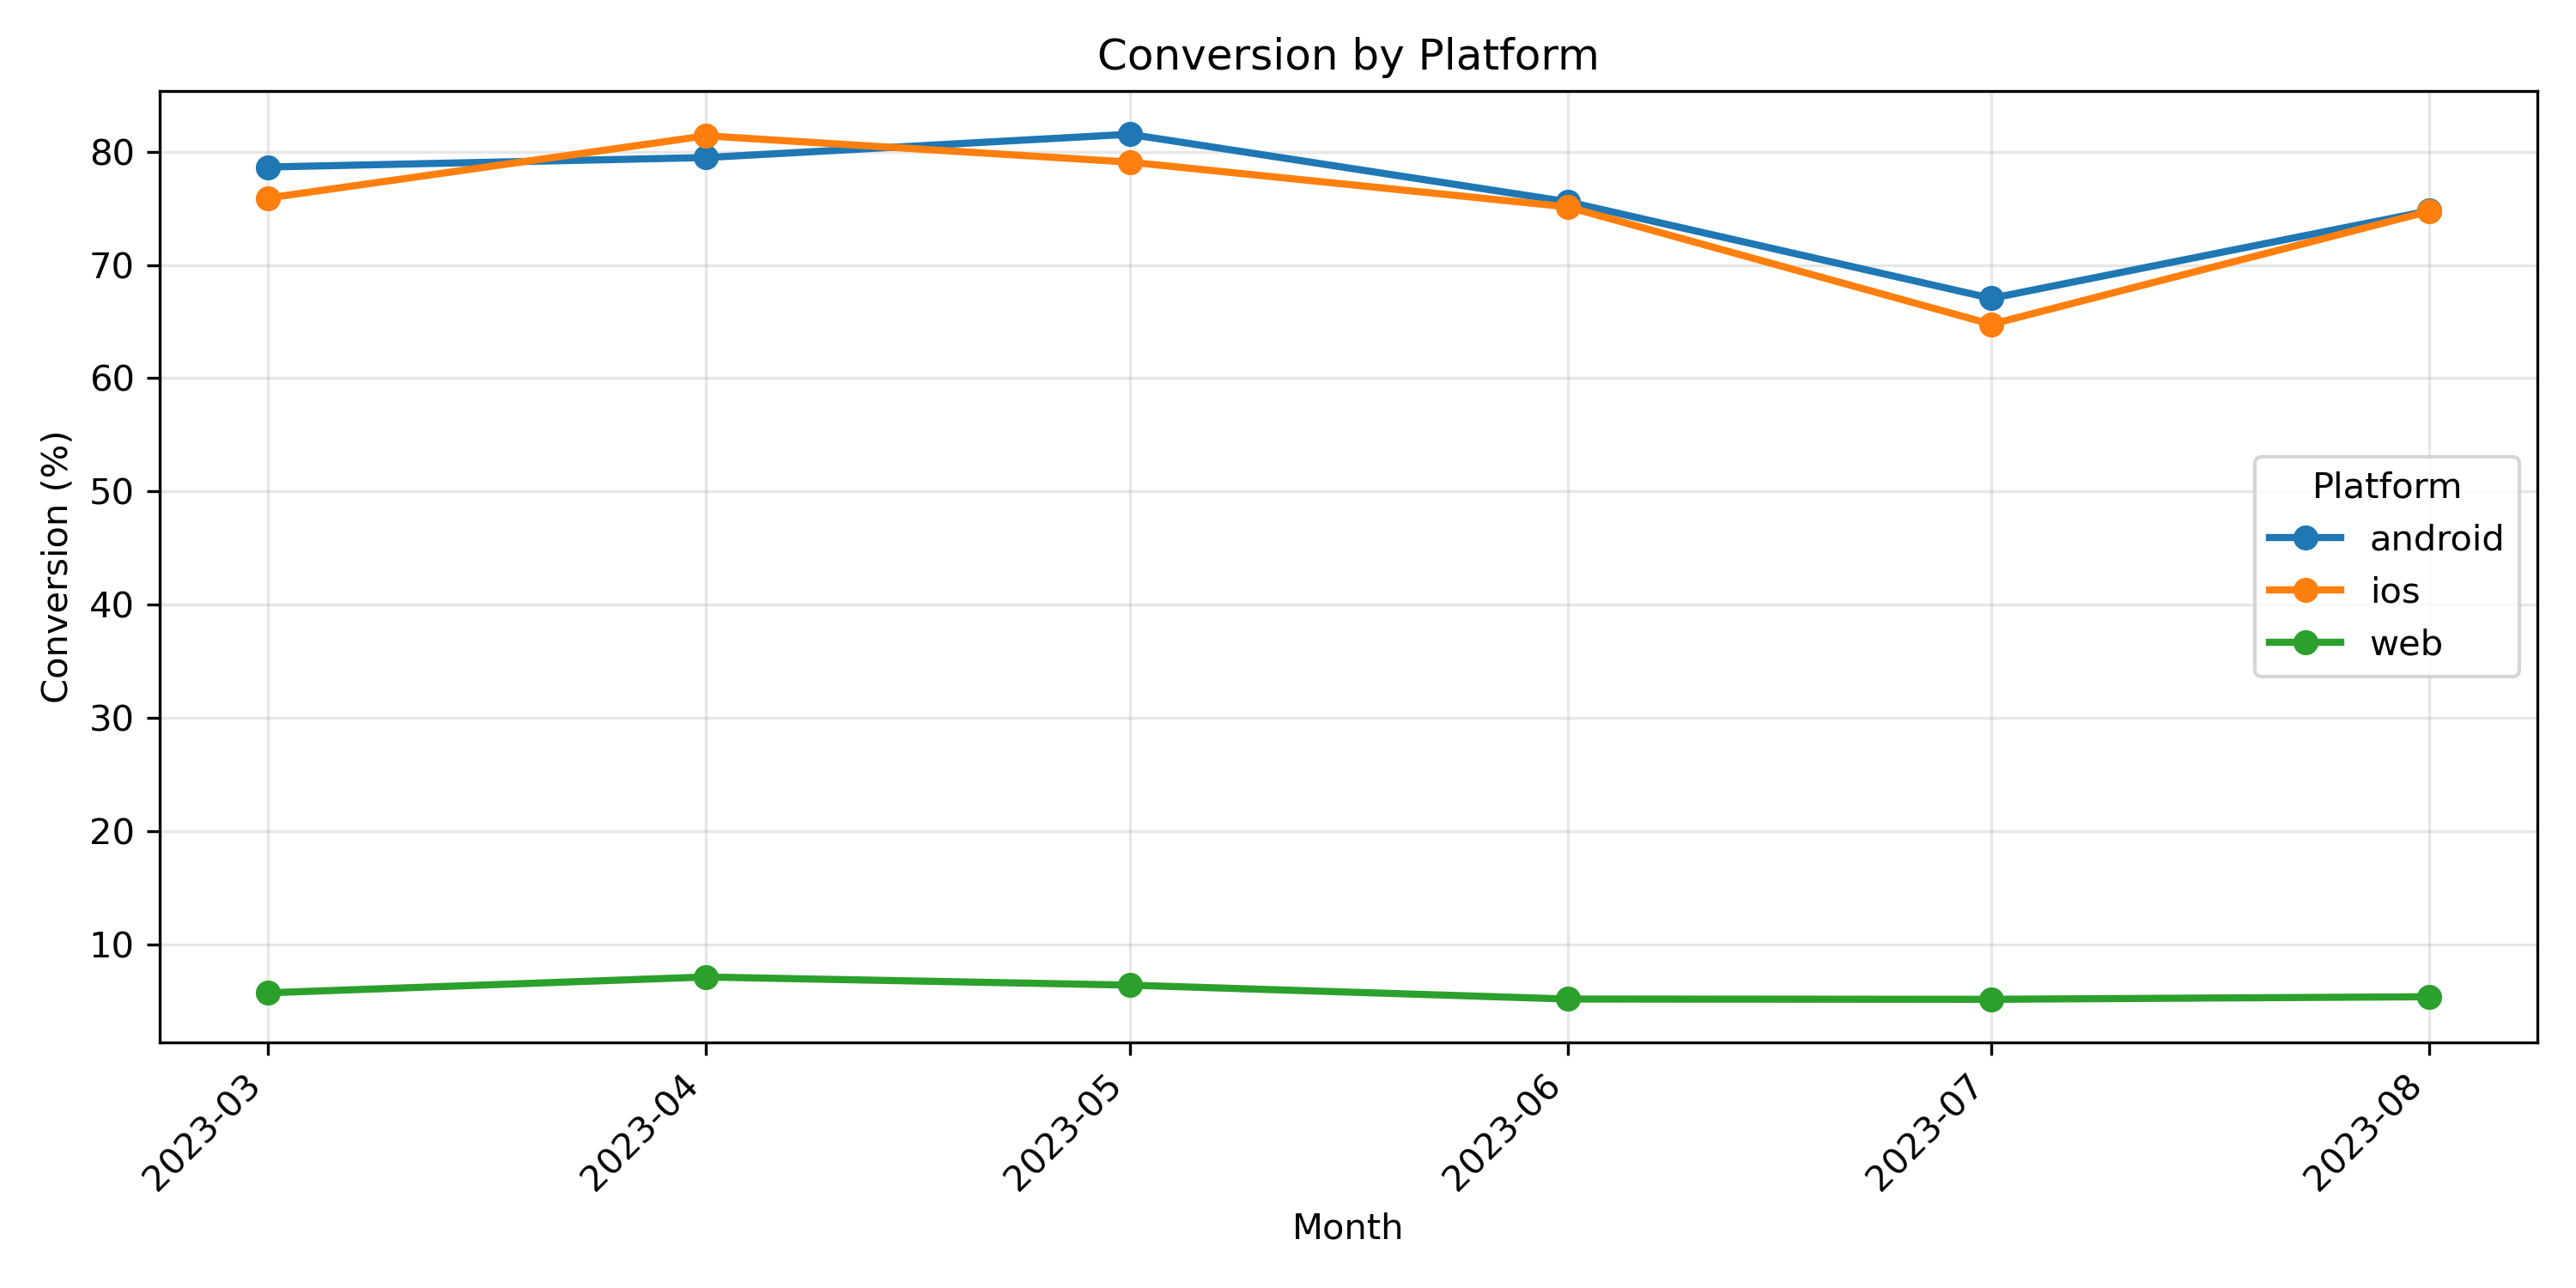 Conversion by Platform
Conversion (%)
80
70
60
50
40
30
20
10
Platform
android
ios
web
2023-03
2023-04
2023-05
2023-06
2023-07
2023-08
Month